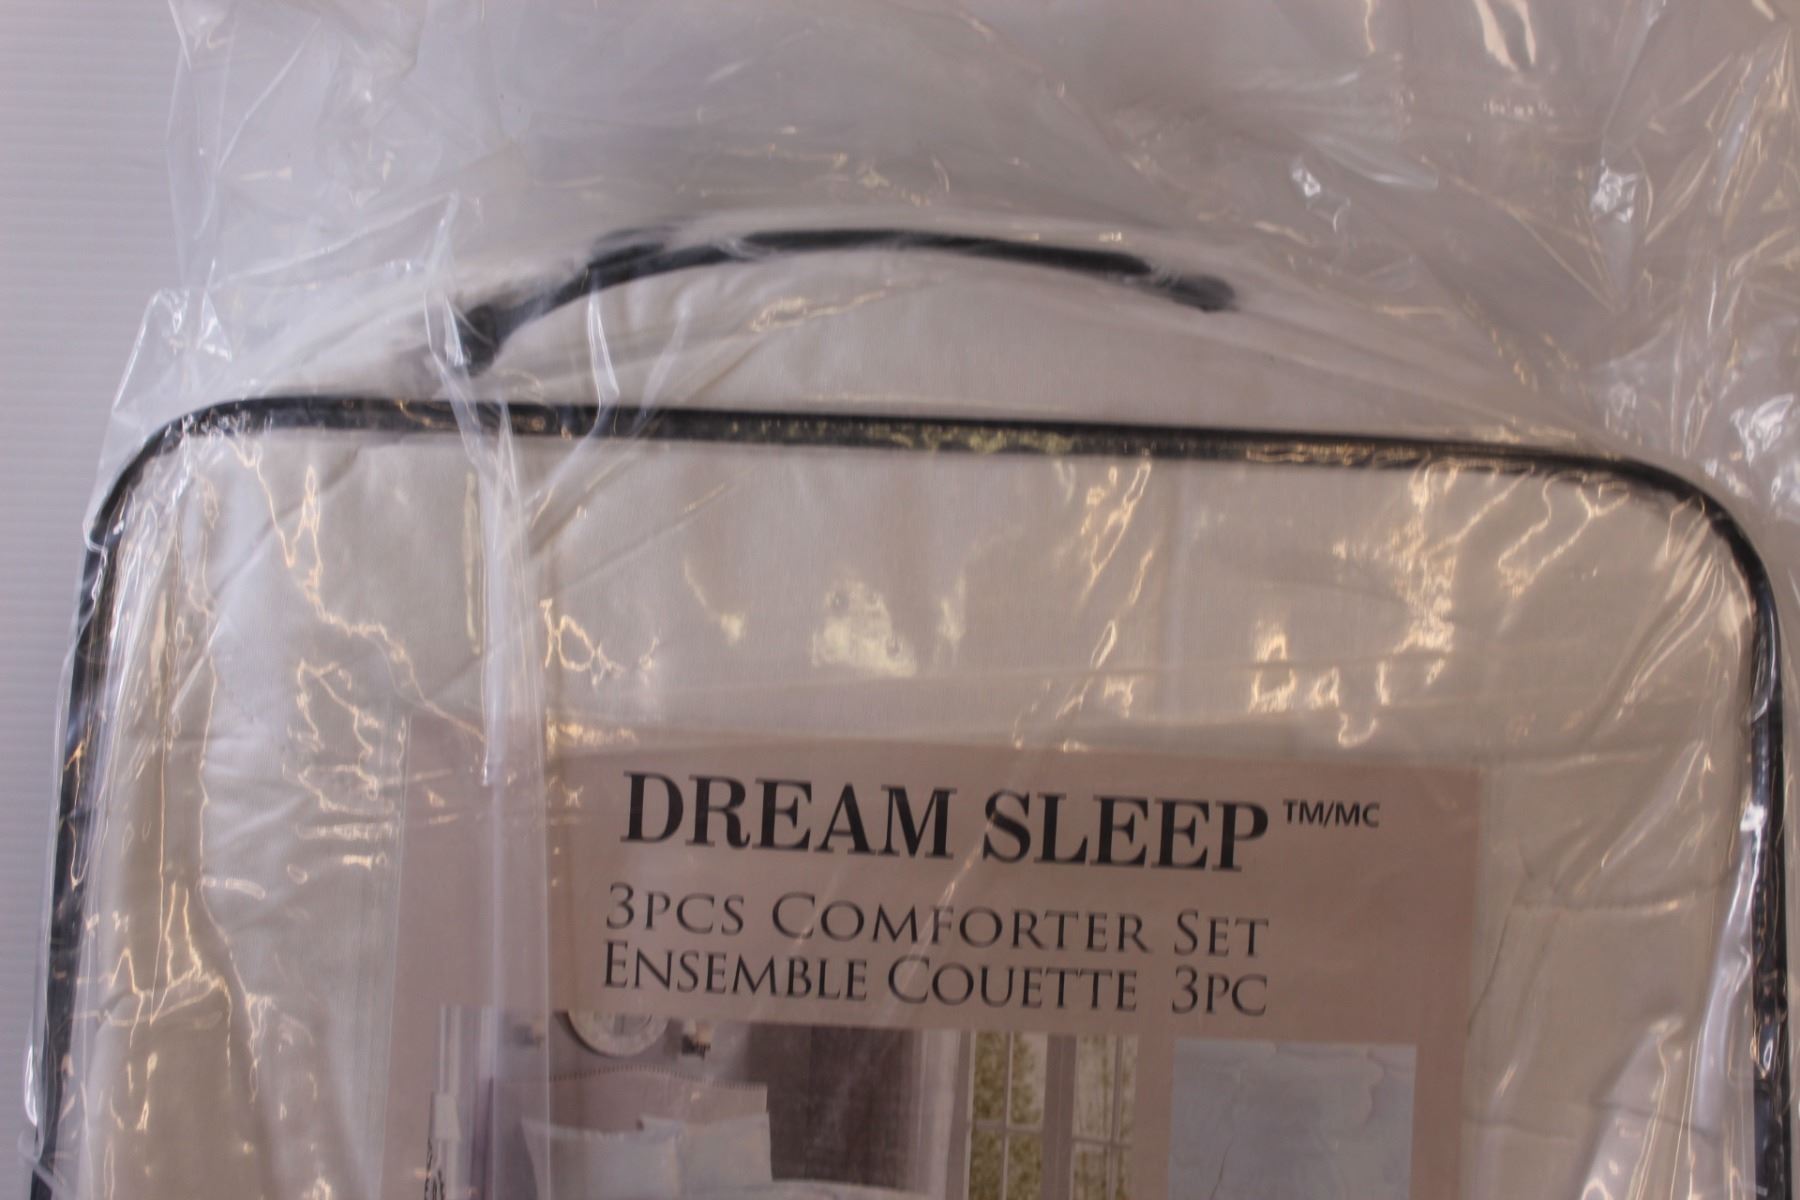 DREAM SLEEP TM/MC
3PCS COMFORTER SET
ENSEMBLE COUETTE 3PC